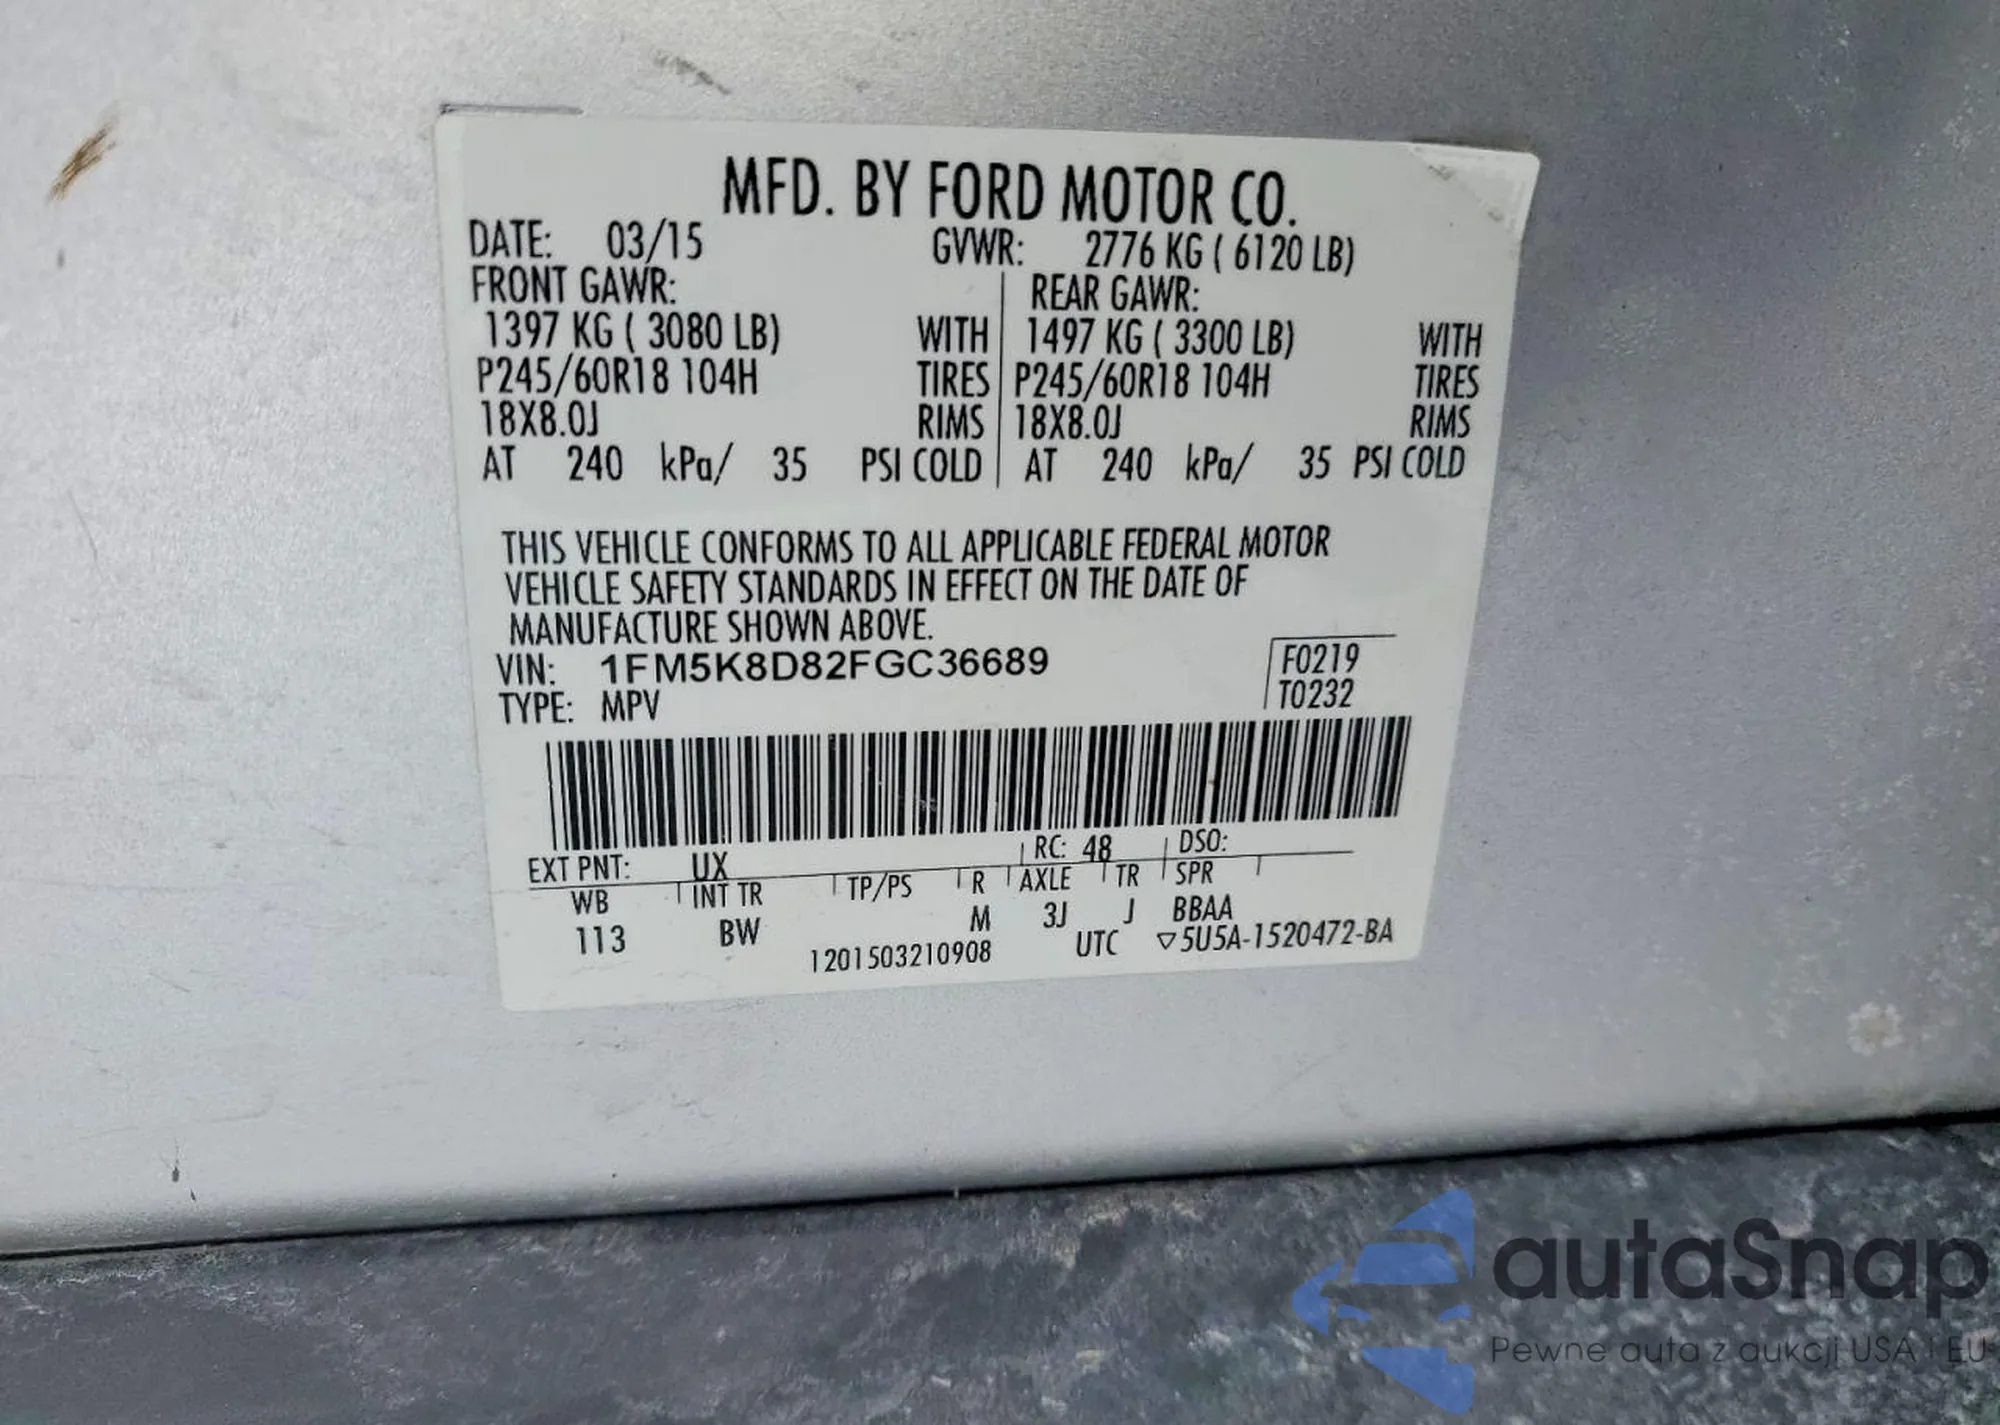 MFD. BY FORD MOTOR CO.
DATE: 03/15 GVWR: 2776 KG ( 6120 LB)
FRONT GAWR: REAR GAWR:
1397 KG ( 3080 LB) WITH 1497 KG ( 3300 LB) WITH
P245/60R18 104H TIRES P245/60R18 104H TIRES
18X8.0J RIMS 18X8.0J RIMS
AT 240 kPa/ 35 PSI COLD AT 240 kPa/ 35 PSI COLD
THIS VEHICLE CONFORMS TO ALL APPLICABLE FEDERAL MOTOR
VEHICLE SAFETY STANDARDS IN EFFECT ON THE DATE OF
MANUFACTURE SHOWN ABOVE.
VIN: 1FM5K8D82FGC36689 F0219
TYPE: MPV T0232
EXT PNT: UX RC: 48 DSO:
WB INT TR TP/PS R AXLE TR SPR
113 BW M 3J J BBAA
1201503210908 UTC ▽5U5A-1520472-BA
autaSnap
Pewne auta z aukcji USA i EU